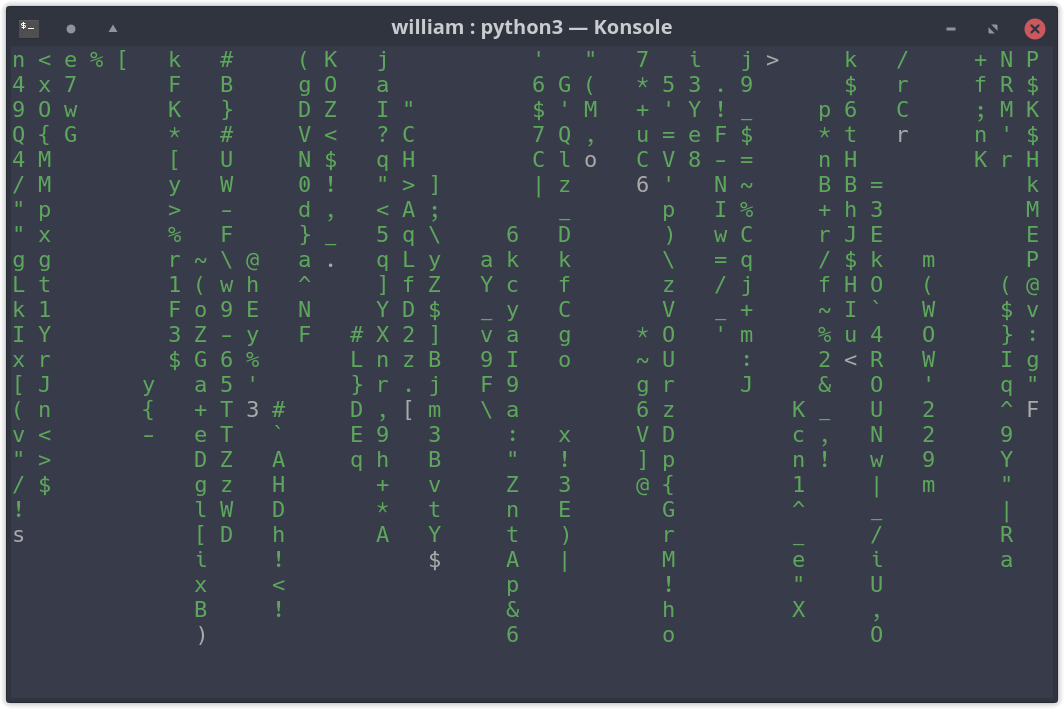 william : python3 — Konsole
n < e % [ k # ( K j ' " 7 i j > k / + N P
4 x 7 F B g O a 6 G ( * 5 3 . 9 $ r f R $
9 O w K } D Z I " $ ' M + ' Y ! _ p 6 C ; M K
Q { G * # V < ? C 7 Q , u = e F $ * t r n ' $
4 M [ U N $ q H C l o C V 8 - = n H K r H
/ M y W 0 ! " > ] | z 6 ' N ~ B B = k
" p > - d , < A ; _ p I % + h 3 M
" x % F } _ 5 q \ 6 D ) w C r J E E
g g r ~ \ @ a . q L y a k k \ = q / $ k m P
L t 1 ( w h ^ ] f Z Y c f z / j f H O ( ( @
k 1 F o 9 E N Y D $ _ y C V _ + ~ I ` W $ v
I Y 3 Z - y F # X 2 ] v a g * O ' m % u 4 O } :
x r $ G 6 % L n z B 9 I o ~ U : 2 < R W I g
[ J y a 5 ' } r . j F 9 g r J & O ' q "
( n { + T 3 # D , [ m \ a 6 z K _ U 2 ^ F
v < - e T ` E 9 3 : x V D c , N 2 9
" > D Z A q h B " ! ] p n ! w 9 Y
/ $ g z H + v Z 3 @ { 1 | m "
! l W D * t n E G ^ _ |
s [ D h A Y t ) r _ / R
i ! $ A | M e i a
x < p ! " U
B ! & h X ,
) 6 o O